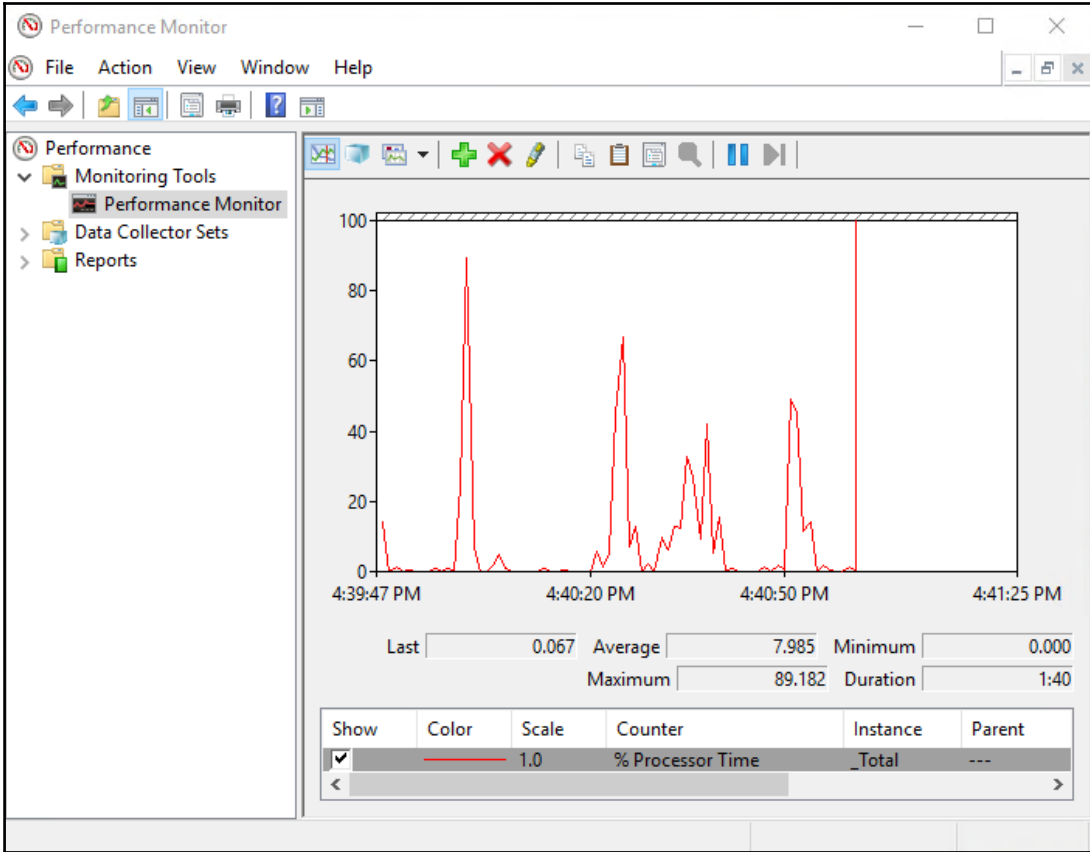 Performance Monitor
File Action View Window Help
Performance
Monitoring Tools
Performance Monitor
Data Collector Sets
Reports
100
80
60
40
20
0
4:39:47 PM 4:40:20 PM 4:40:50 PM 4:41:25 PM
Last 0.067 Average 7.985 Minimum 0.000
Maximum 89.182 Duration 1:40
Show Color Scale Counter Instance Parent
1.0 % Processor Time _Total ---